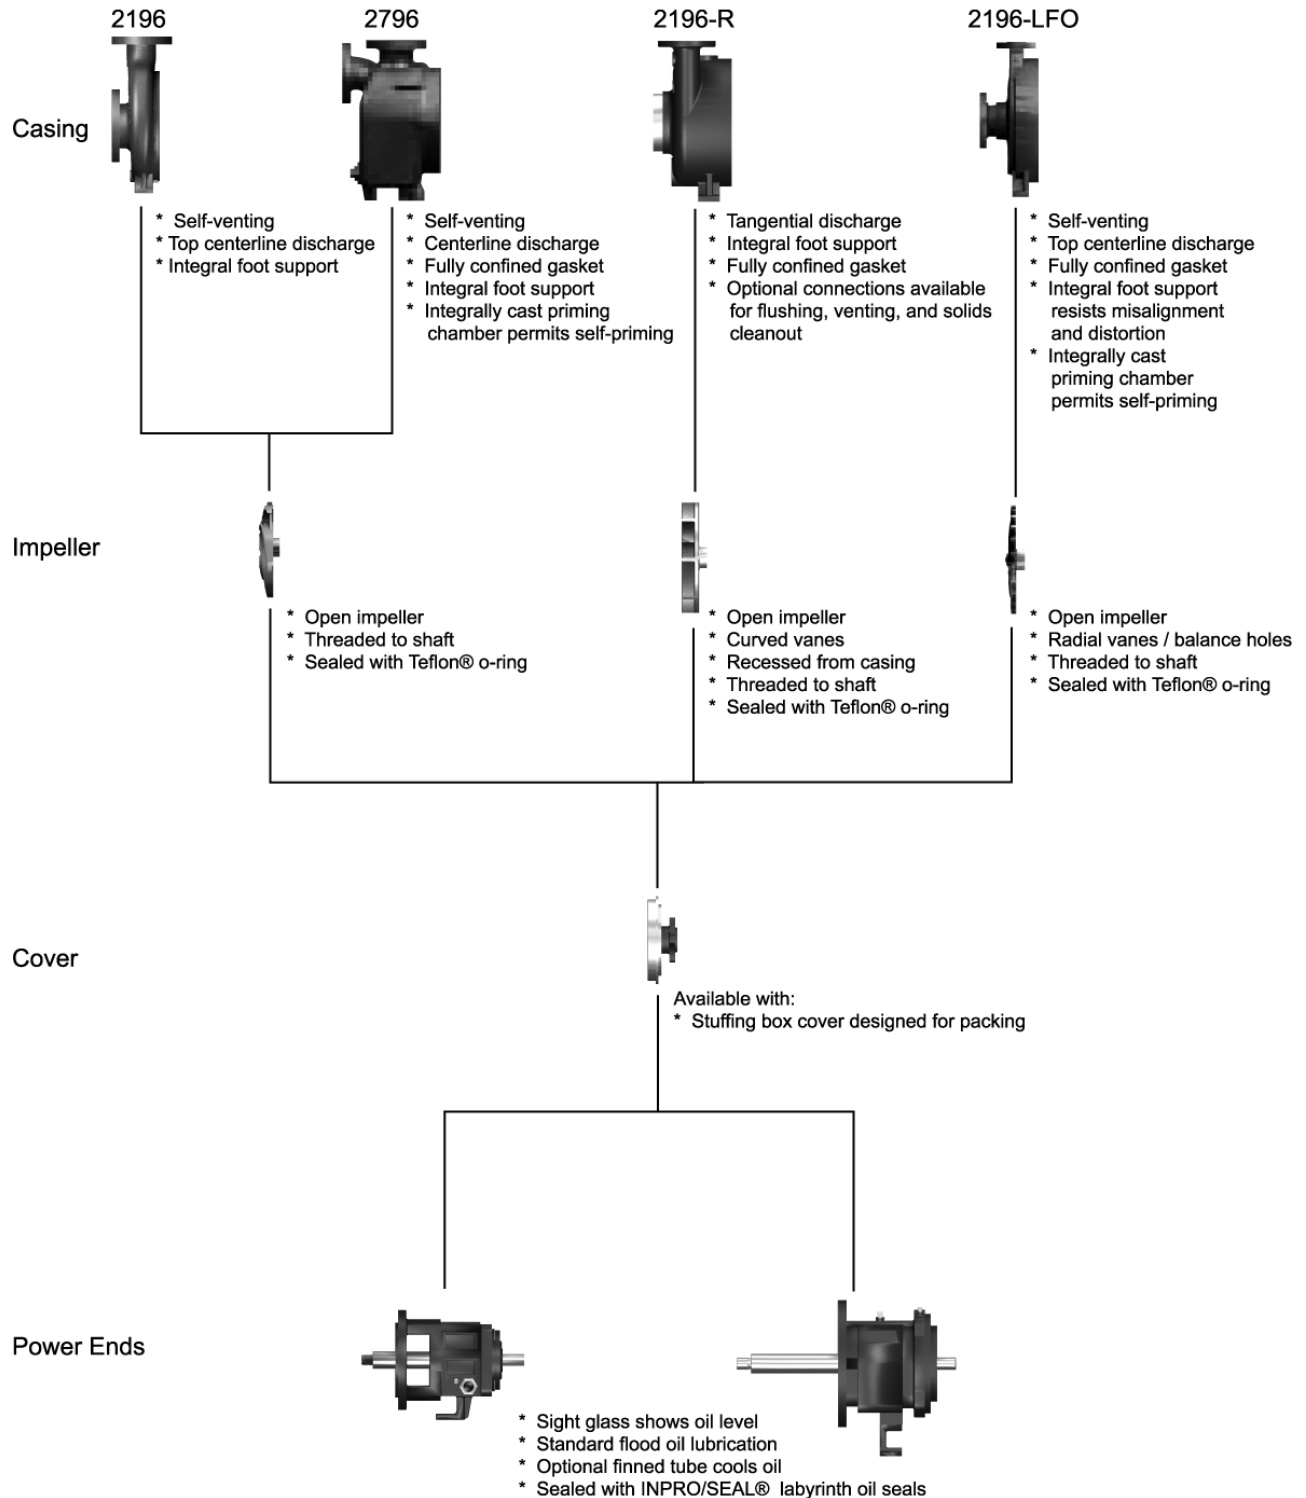 2196
2796
2196-R
2196-LFO
Casing
* Self-venting
* Top centerline discharge
* Integral foot support
* Self-venting
* Centerline discharge
* Fully confined gasket
* Integral foot support
* Integrally cast priming
chamber permits self-priming
* Tangential discharge
* Integral foot support
* Fully confined gasket
* Optional connections available
for flushing, venting, and solids
cleanout
* Self-venting
* Top centerline discharge
* Fully confined gasket
* Integral foot support
resists misalignment
and distortion
* Integrally cast
priming chamber
permits self-priming
Impeller
* Open impeller
* Threaded to shaft
* Sealed with Teflon® o-ring
* Open impeller
* Curved vanes
* Recessed from casing
* Threaded to shaft
* Sealed with Teflon® o-ring
* Open impeller
* Radial vanes / balance holes
* Threaded to shaft
* Sealed with Teflon® o-ring
Cover
Available with:
* Stuffing box cover designed for packing
Power Ends
* Sight glass shows oil level
* Standard flood oil lubrication
* Optional finned tube cools oil
* Sealed with INPRO/SEAL® labyrinth oil seals